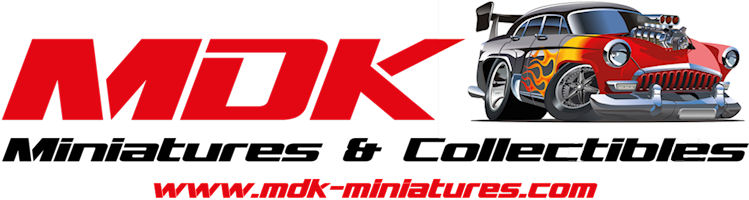 MDK
Miniatures & Collectibles
www.mdk-miniatures.com